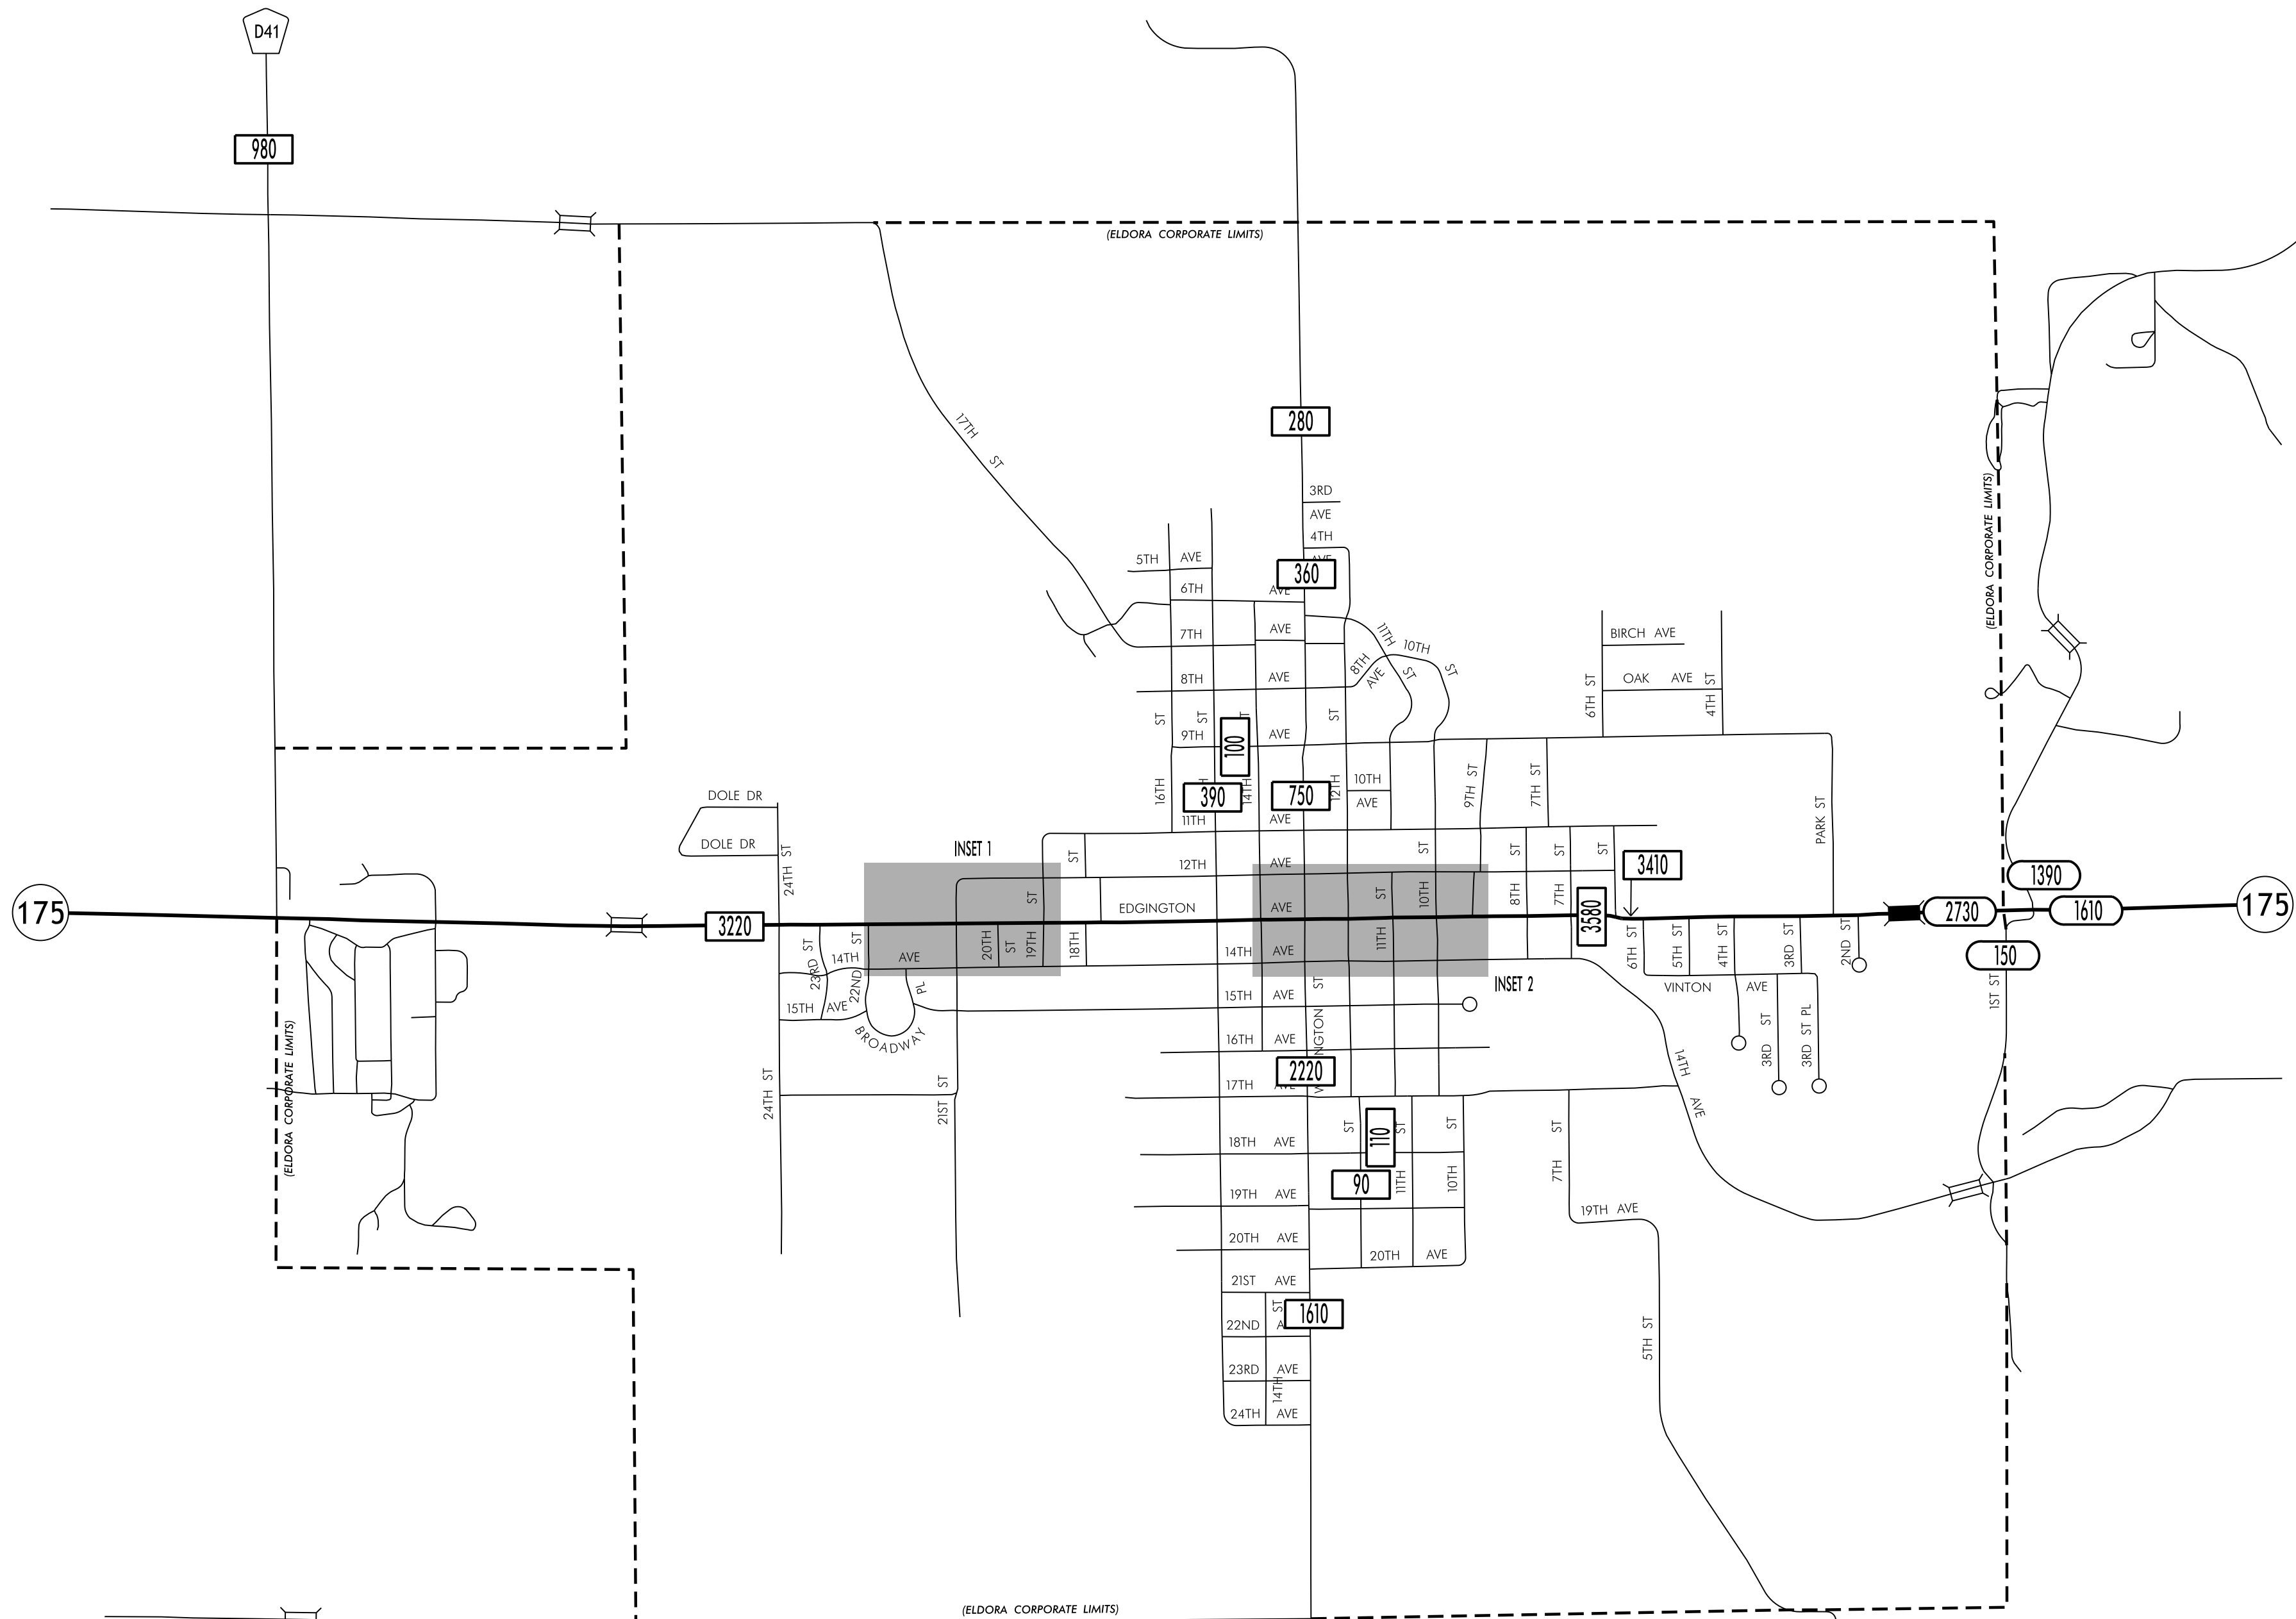 D41
980
(ELDORA CORPORATE LIMITS)
17TH ST
280
3RD
AVE
4TH
360
5TH AVE
6TH AVE
7TH AVE
11TH ST
10TH ST
8TH AVE
8TH AVE
BIRCH AVE
OAK AVE
6TH ST
4TH ST
(ELDORA CORPORATE LIMITS)
16TH ST
ST
9TH AVE
100
14TH
ST
12TH
390
750
10TH
AVE
9TH ST
7TH ST
PARK ST
DOLE DR
DOLE DR
24TH ST
11TH AVE
INSET 1
12TH AVE
ST
ST
8TH ST
7TH ST
ST
3410
1390
175
3220
EDGINGTON AVE
10TH
3580
2730
1610
175
23RD ST
14TH AVE
22ND ST
20TH ST
19TH ST
18TH
14TH AVE
11TH ST
6TH ST
5TH ST
4TH ST
3RD ST
2ND ST
150
15TH AVE
BROADWAY PL
15TH AVE
ST
INSET 2
VINTON AVE
1ST ST
(ELDORA CORPORATE LIMITS)
24TH ST
21ST ST
16TH AVE
2220
17TH
14TH AVE
3RD ST
3RD ST PL
18TH AVE
ST
110
ST
ST
7TH ST
19TH AVE
90
11TH
10TH
19TH AVE
20TH AVE
20TH AVE
21ST AVE
ST
1610
22ND
5TH ST
23RD AVE
14TH
24TH AVE
(ELDORA CORPORATE LIMITS)